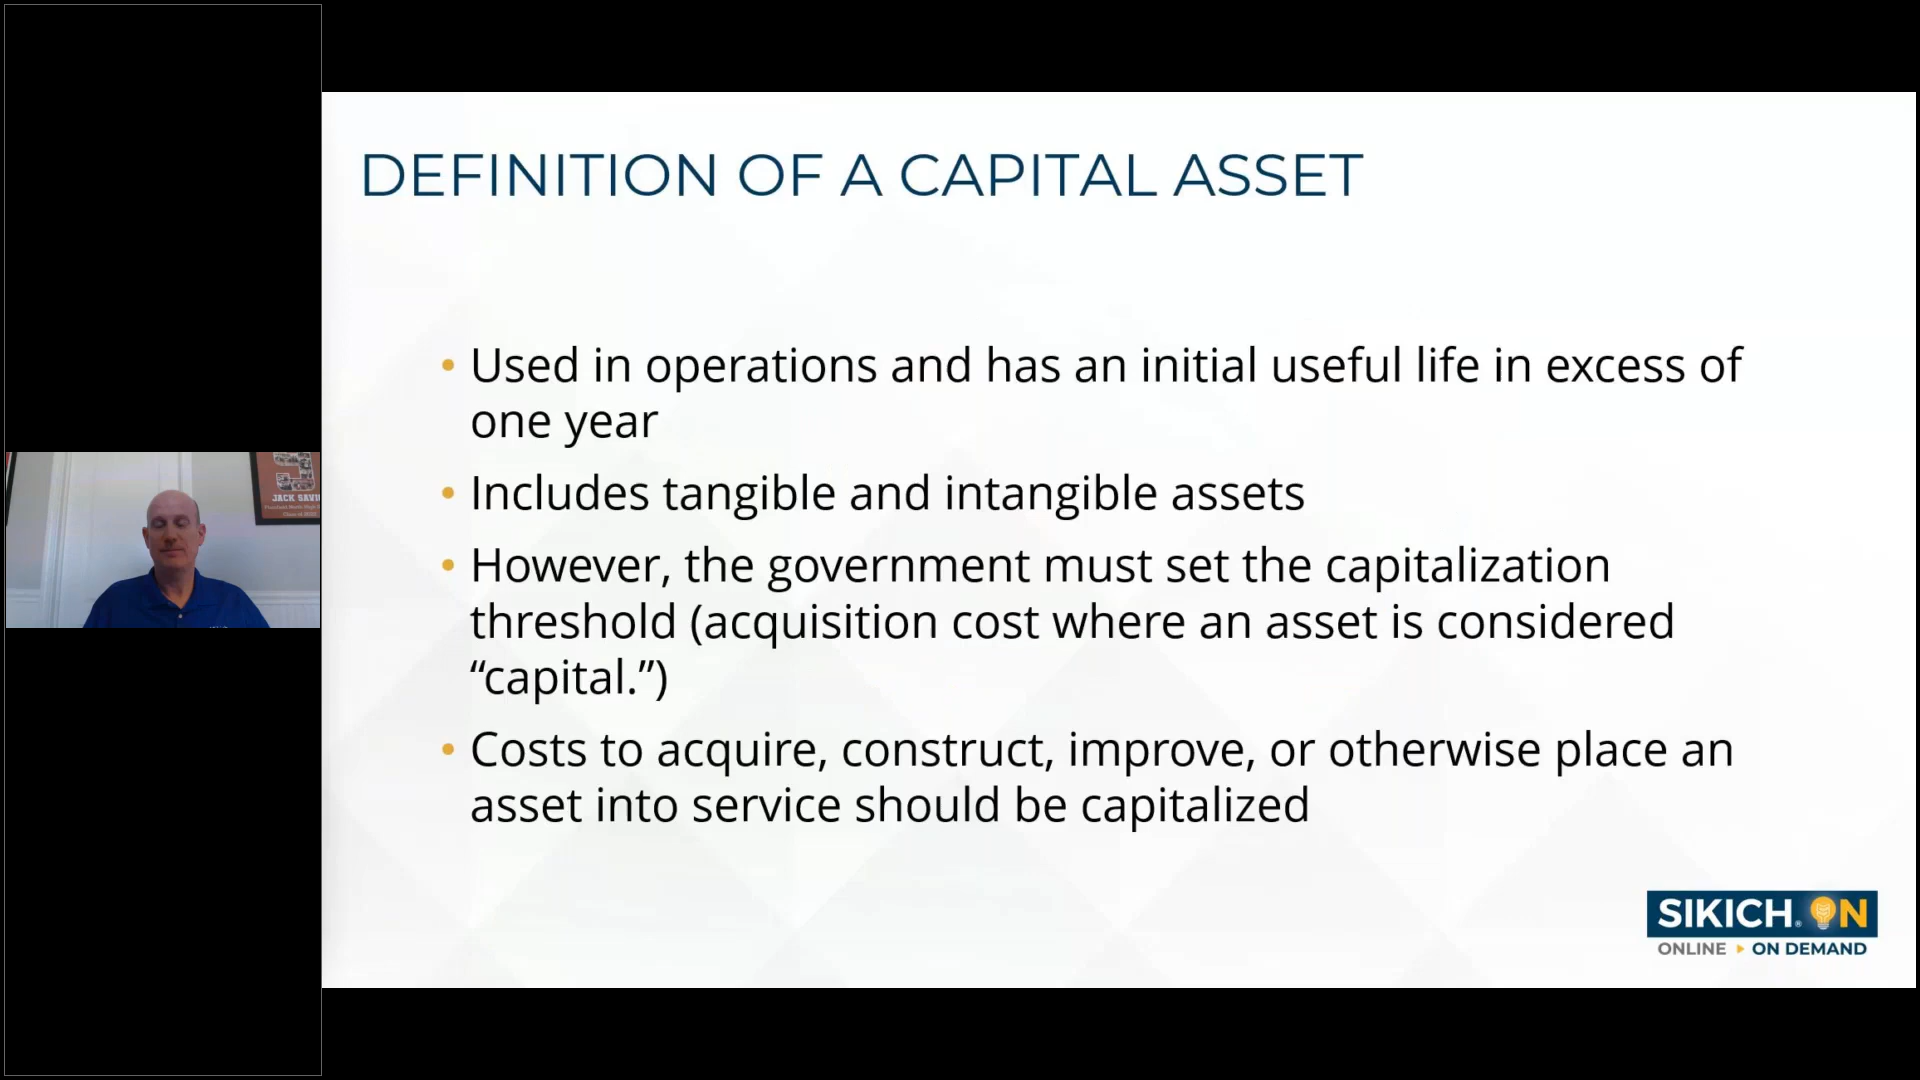 DEFINITION OF A CAPITAL ASSET
• Used in operations and has an initial useful life in excess of
one year
• Includes tangible and intangible assets
• However, the government must set the capitalization
threshold (acquisition cost where an asset is considered
“capital.”)
• Costs to acquire, construct, improve, or otherwise place an
asset into service should be capitalized
JACK
SIKICH® ON
ONLINE ▸ ON DEMAND